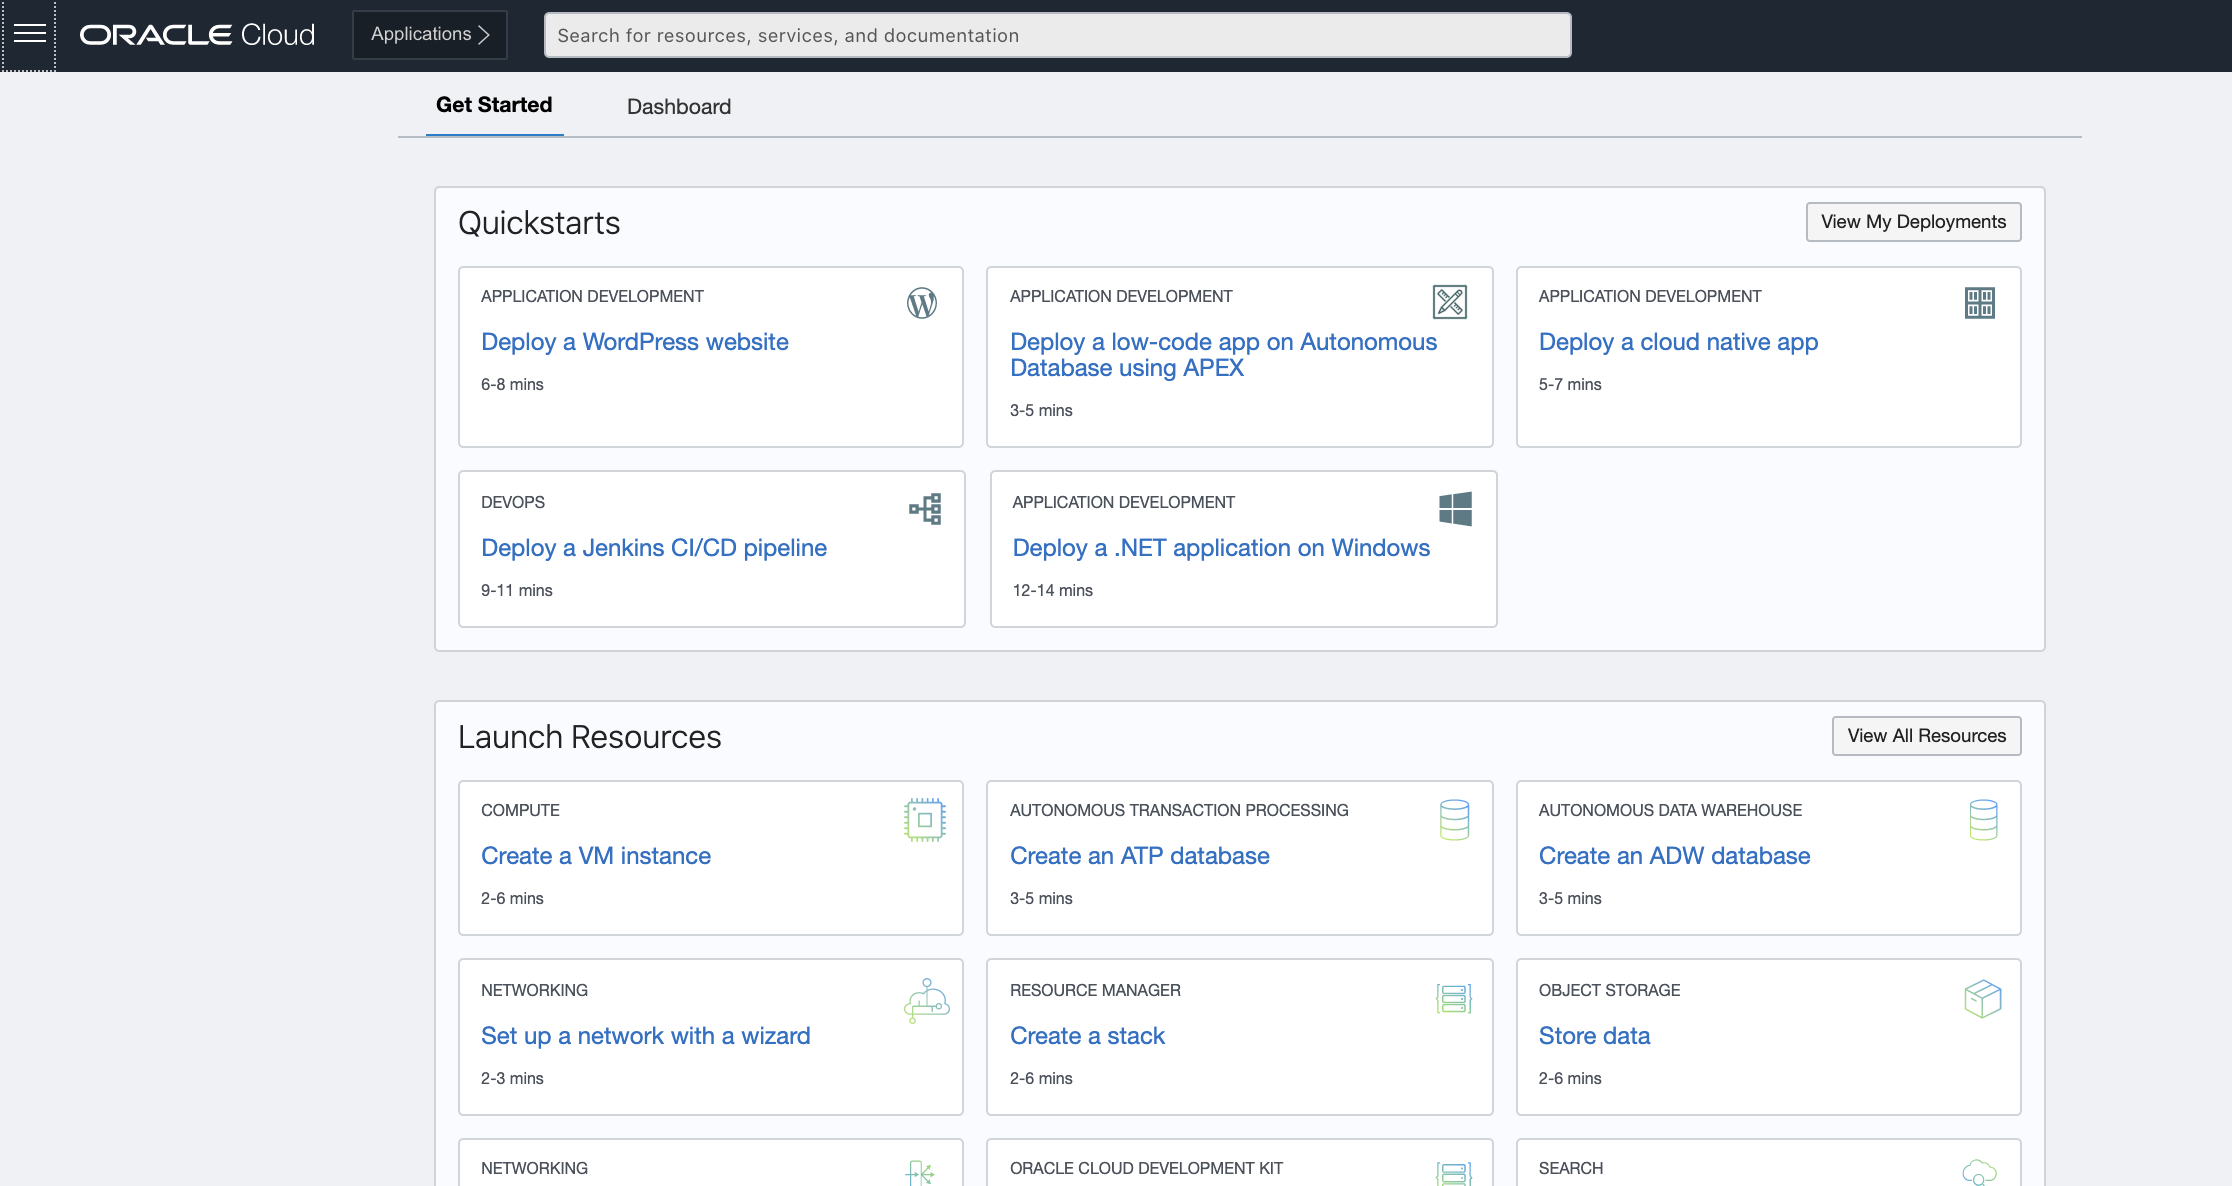 ORACLE Cloud
Applications
Search for resources, services, and documentation
Get Started
Dashboard
Quickstarts
View My Deployments
APPLICATION DEVELOPMENT
Deploy a WordPress website
6-8 mins
APPLICATION DEVELOPMENT
Deploy a low-code app on Autonomous
Database using APEX
3-5 mins
APPLICATION DEVELOPMENT
Deploy a cloud native app
5-7 mins
DEVOPS
Deploy a Jenkins CI/CD pipeline
9-11 mins
APPLICATION DEVELOPMENT
Deploy a .NET application on Windows
12-14 mins
Launch Resources
View All Resources
COMPUTE
Create a VM instance
2-6 mins
AUTONOMOUS TRANSACTION PROCESSING
Create an ATP database
3-5 mins
AUTONOMOUS DATA WAREHOUSE
Create an ADW database
3-5 mins
NETWORKING
Set up a network with a wizard
2-3 mins
RESOURCE MANAGER
Create a stack
2-6 mins
OBJECT STORAGE
Store data
2-6 mins
NETWORKING
ORACLE CLOUD DEVELOPMENT KIT
SEARCH